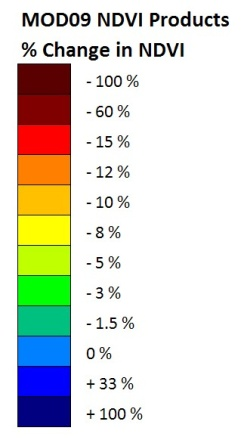 MOD09 NDVI Products
% Change in NDVI
- 100 %
- 60 %
- 15 %
- 12 %
- 10 %
- 8 %
- 5 %
- 3 %
- 1.5 %
0 %
+ 33 %
+ 100 %